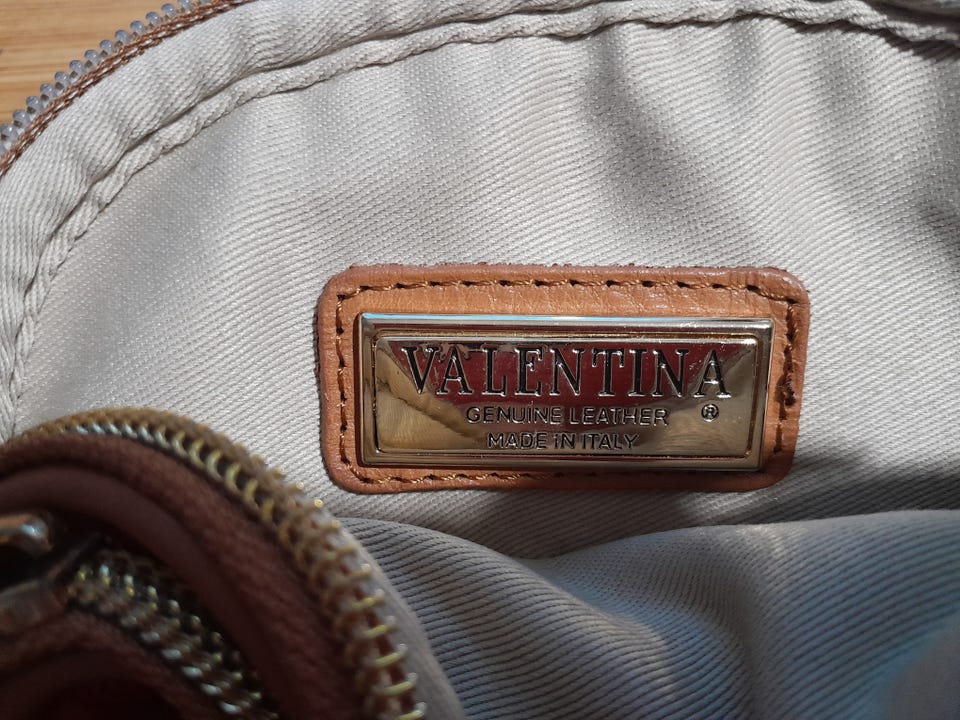 VALENTINA
GENUINE LEATHER ®
MADE IN ITALY